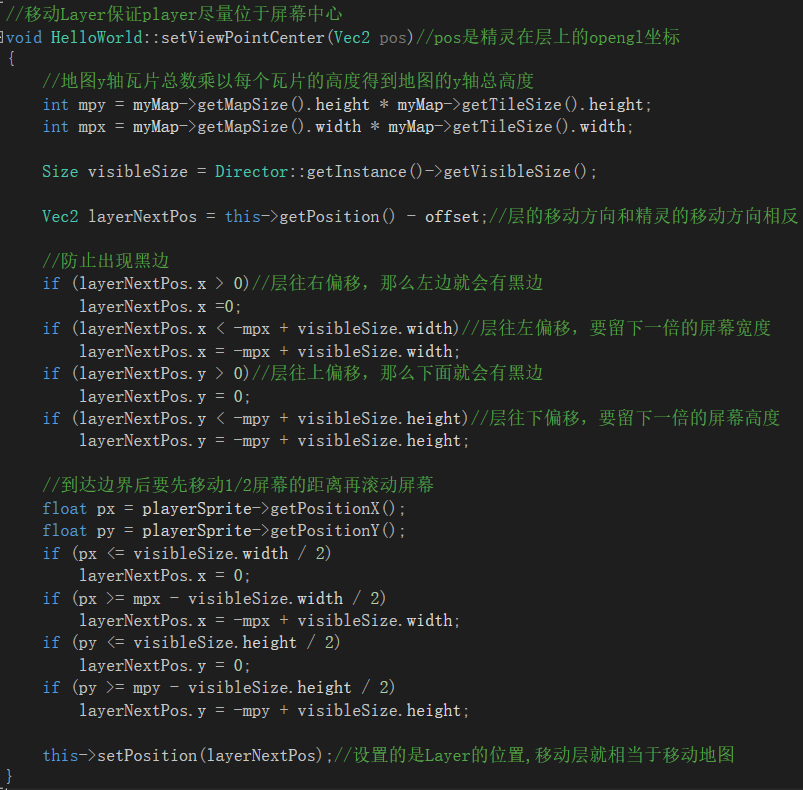 //移动Layer保证player尽量位于屏幕中心
void HelloWorld::setViewPointCenter(Vec2 pos)//pos是精灵在层上的opengl坐标
{
    //地图y轴瓦片总数乘以每个瓦片的高度得到地图的y轴总高度
    int mpy = myMap->getMapSize().height * myMap->getTileSize().height;
    int mpx = myMap->getMapSize().width * myMap->getTileSize().width;

    Size visibleSize = Director::getInstance()->getVisibleSize();

    Vec2 layerNextPos = this->getPosition() - offset;//层的移动方向和精灵的移动方向相反

    //防止出现黑边
    if (layerNextPos.x > 0)//层往右偏移，那么左边就会有黑边
        layerNextPos.x =0;
    if (layerNextPos.x < -mpx + visibleSize.width)//层往左偏移，要留下一倍的屏幕宽度
        layerNextPos.x = -mpx + visibleSize.width;
    if (layerNextPos.y > 0)//层往上偏移，那么下面就会有黑边
        layerNextPos.y = 0;
    if (layerNextPos.y < -mpy + visibleSize.height)//层往下偏移，要留下一倍的屏幕高度
        layerNextPos.y = -mpy + visibleSize.height;

    //到达边界后要先移动1/2屏幕的距离再滚动屏幕
    float px = playerSprite->getPositionX();
    float py = playerSprite->getPositionY();
    if (px <= visibleSize.width / 2)
        layerNextPos.x = 0;
    if (px >= mpx - visibleSize.width / 2)
        layerNextPos.x = -mpx + visibleSize.width;
    if (py <= visibleSize.height / 2)
        layerNextPos.y = 0;
    if (py >= mpy - visibleSize.height / 2)
        layerNextPos.y = -mpy + visibleSize.height;

    this->setPosition(layerNextPos);//设置的是Layer的位置,移动层就相当于移动地图
}